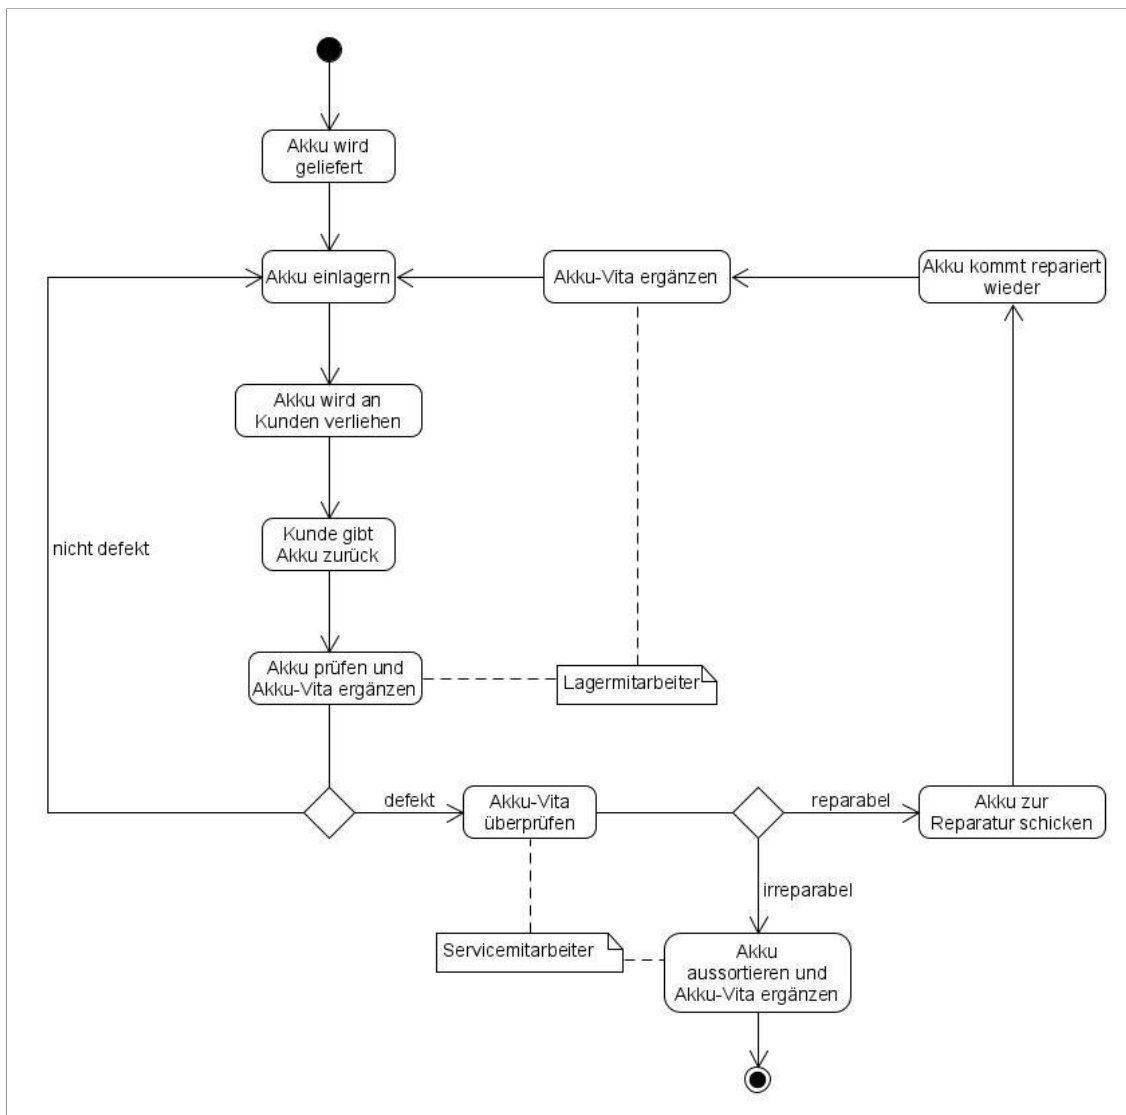 Akku wird
geliefert
Akku einlagern
Akku-Vita ergänzen
Akku kommt repariert
wieder
Akku wird an
Kunden verliehen
Kunde gibt
Akku zurück
nicht defekt
Akku prüfen und
Akku-Vita ergänzen
Lagermitarbeiter
defekt
Akku-Vita
überprüfen
reparabel
Akku zur
Reparatur schicken
irreparabel
Servicemitarbeiter
Akku
aussortieren und
Akku-Vita ergänzen